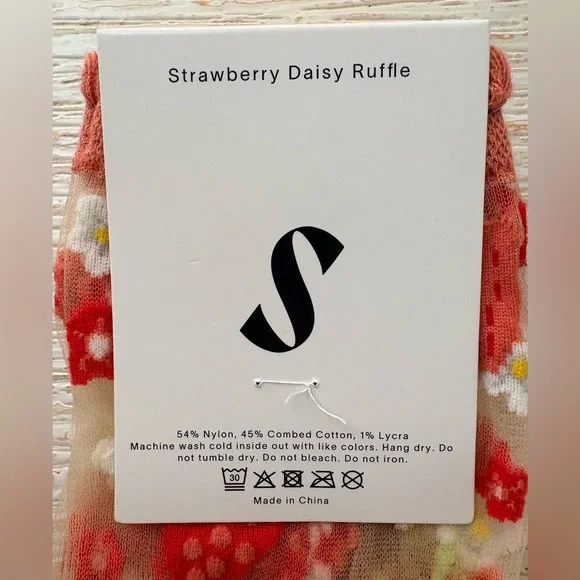 Strawberry Daisy Ruffle
S
54% Nylon, 45% Combed Cotton, 1% Lycra
Machine wash cold inside out with like colors. Hang dry. Do
not tumble dry. Do not bleach. Do not iron.
30
Made in China